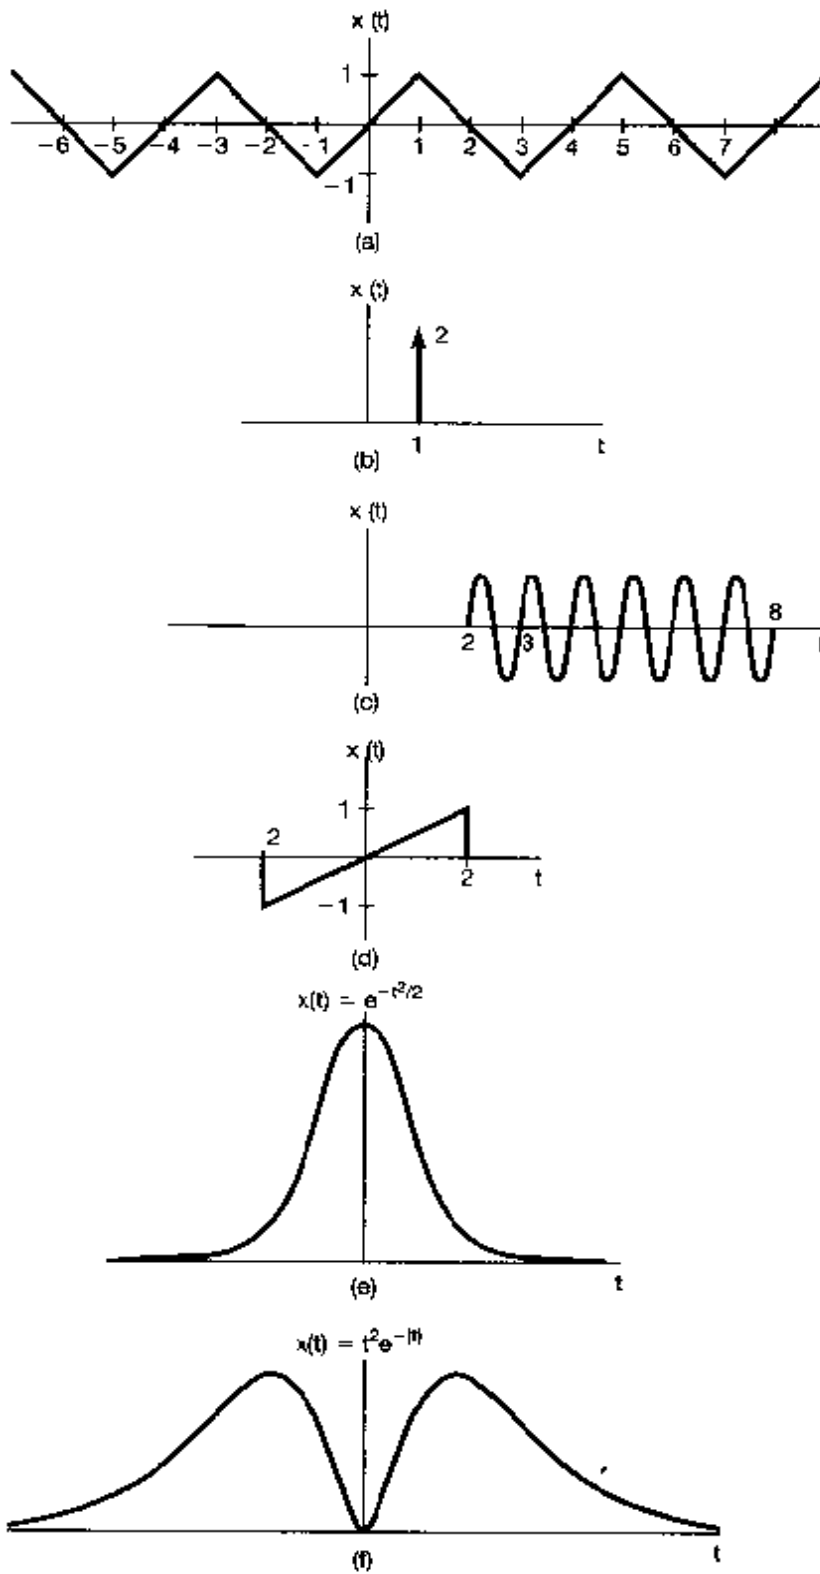 x (t)
1
−6 −5 −4 −3 −2 −1 1 2 3 4 5 6 7
−1
(a)
x (t)
2
1 t
(b)
x (t)
2 3 8
(c)
x (t)
1
2
2 t
−1
(d)
x(t) = e^{−t²/2}
(e) t
x(t) = t²e^{−|t|}
(f) t